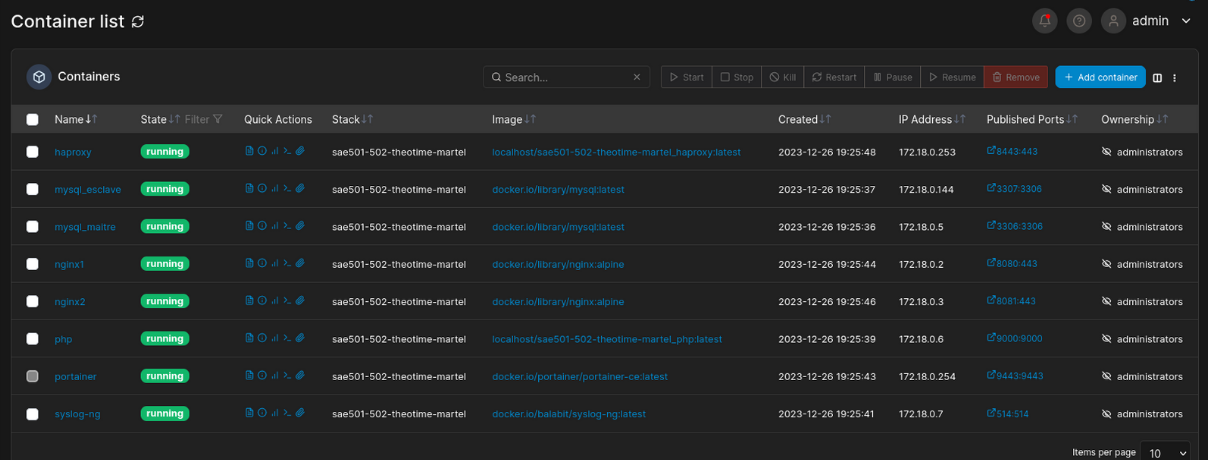 Container list
admin
Containers
Search...
Start Stop Kill Restart Pause Resume Remove + Add container
Name State Filter Quick Actions Stack Image Created IP Address Published Ports Ownership
haproxy running sae501-502-theotime-martel localhost/sae501-502-theotime-martel_haproxy:latest 2023-12-26 19:25:48 172.18.0.253 8443:443 administrators
mysql_esclave running sae501-502-theotime-martel docker.io/library/mysql:latest 2023-12-26 19:25:37 172.18.0.144 3307:3306 administrators
mysql_maitre running sae501-502-theotime-martel docker.io/library/mysql:latest 2023-12-26 19:25:36 172.18.0.5 3306:3306 administrators
nginx1 running sae501-502-theotime-martel docker.io/library/nginx:alpine 2023-12-26 19:25:44 172.18.0.2 8080:443 administrators
nginx2 running sae501-502-theotime-martel docker.io/library/nginx:alpine 2023-12-26 19:25:46 172.18.0.3 8081:443 administrators
php running sae501-502-theotime-martel localhost/sae501-502-theotime-martel_php:latest 2023-12-26 19:25:39 172.18.0.6 9000:9000 administrators
portainer running sae501-502-theotime-martel docker.io/portainer/portainer-ce:latest 2023-12-26 19:25:43 172.18.0.254 9443:9443 administrators
syslog-ng running sae501-502-theotime-martel docker.io/balabit/syslog-ng:latest 2023-12-26 19:25:41 172.18.0.7 514:514 administrators
Items per page 10